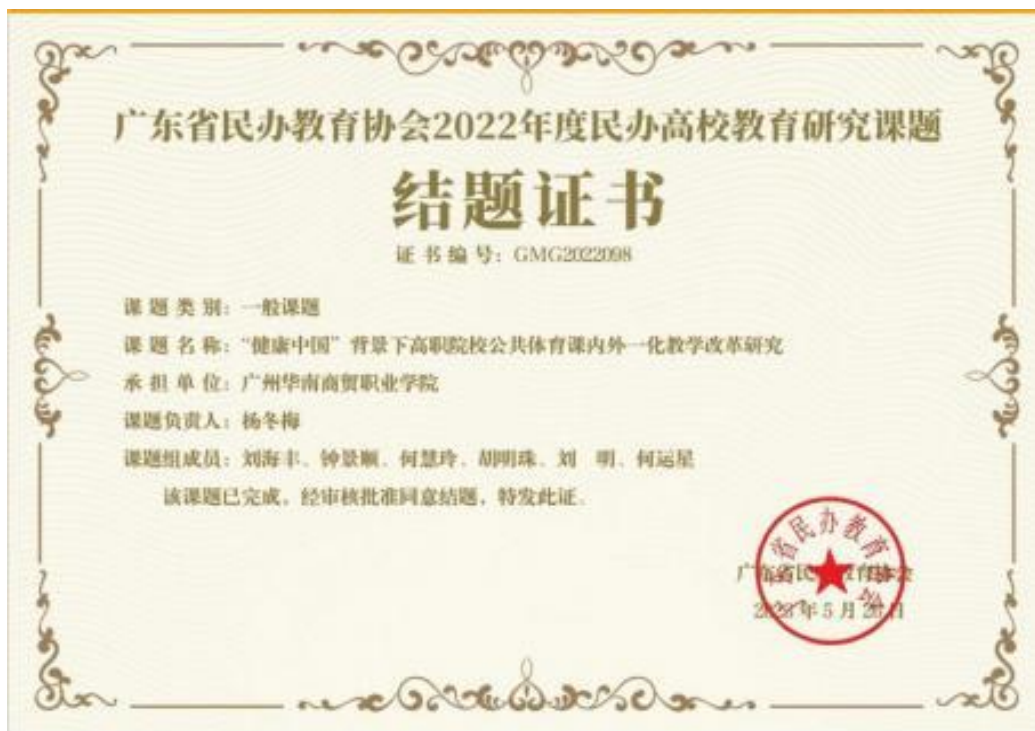 广东省民办教育协会2022年度民办高校教育研究课题
结题证书
证书编号：GMG2022098
课题类别：一般课题
课题名称：“健康中国”背景下高职院校公共体育课内外一化教学改革研究
承担单位：广州华南商贸职业学院
课题负责人：杨冬梅
课题组成员：刘海丰、钟景顺、何慧玲、胡明珠、刘 明、何运星
该课题已完成，经审核批准同意结题，特发此证。
广东省民办教育协会
年5月 日